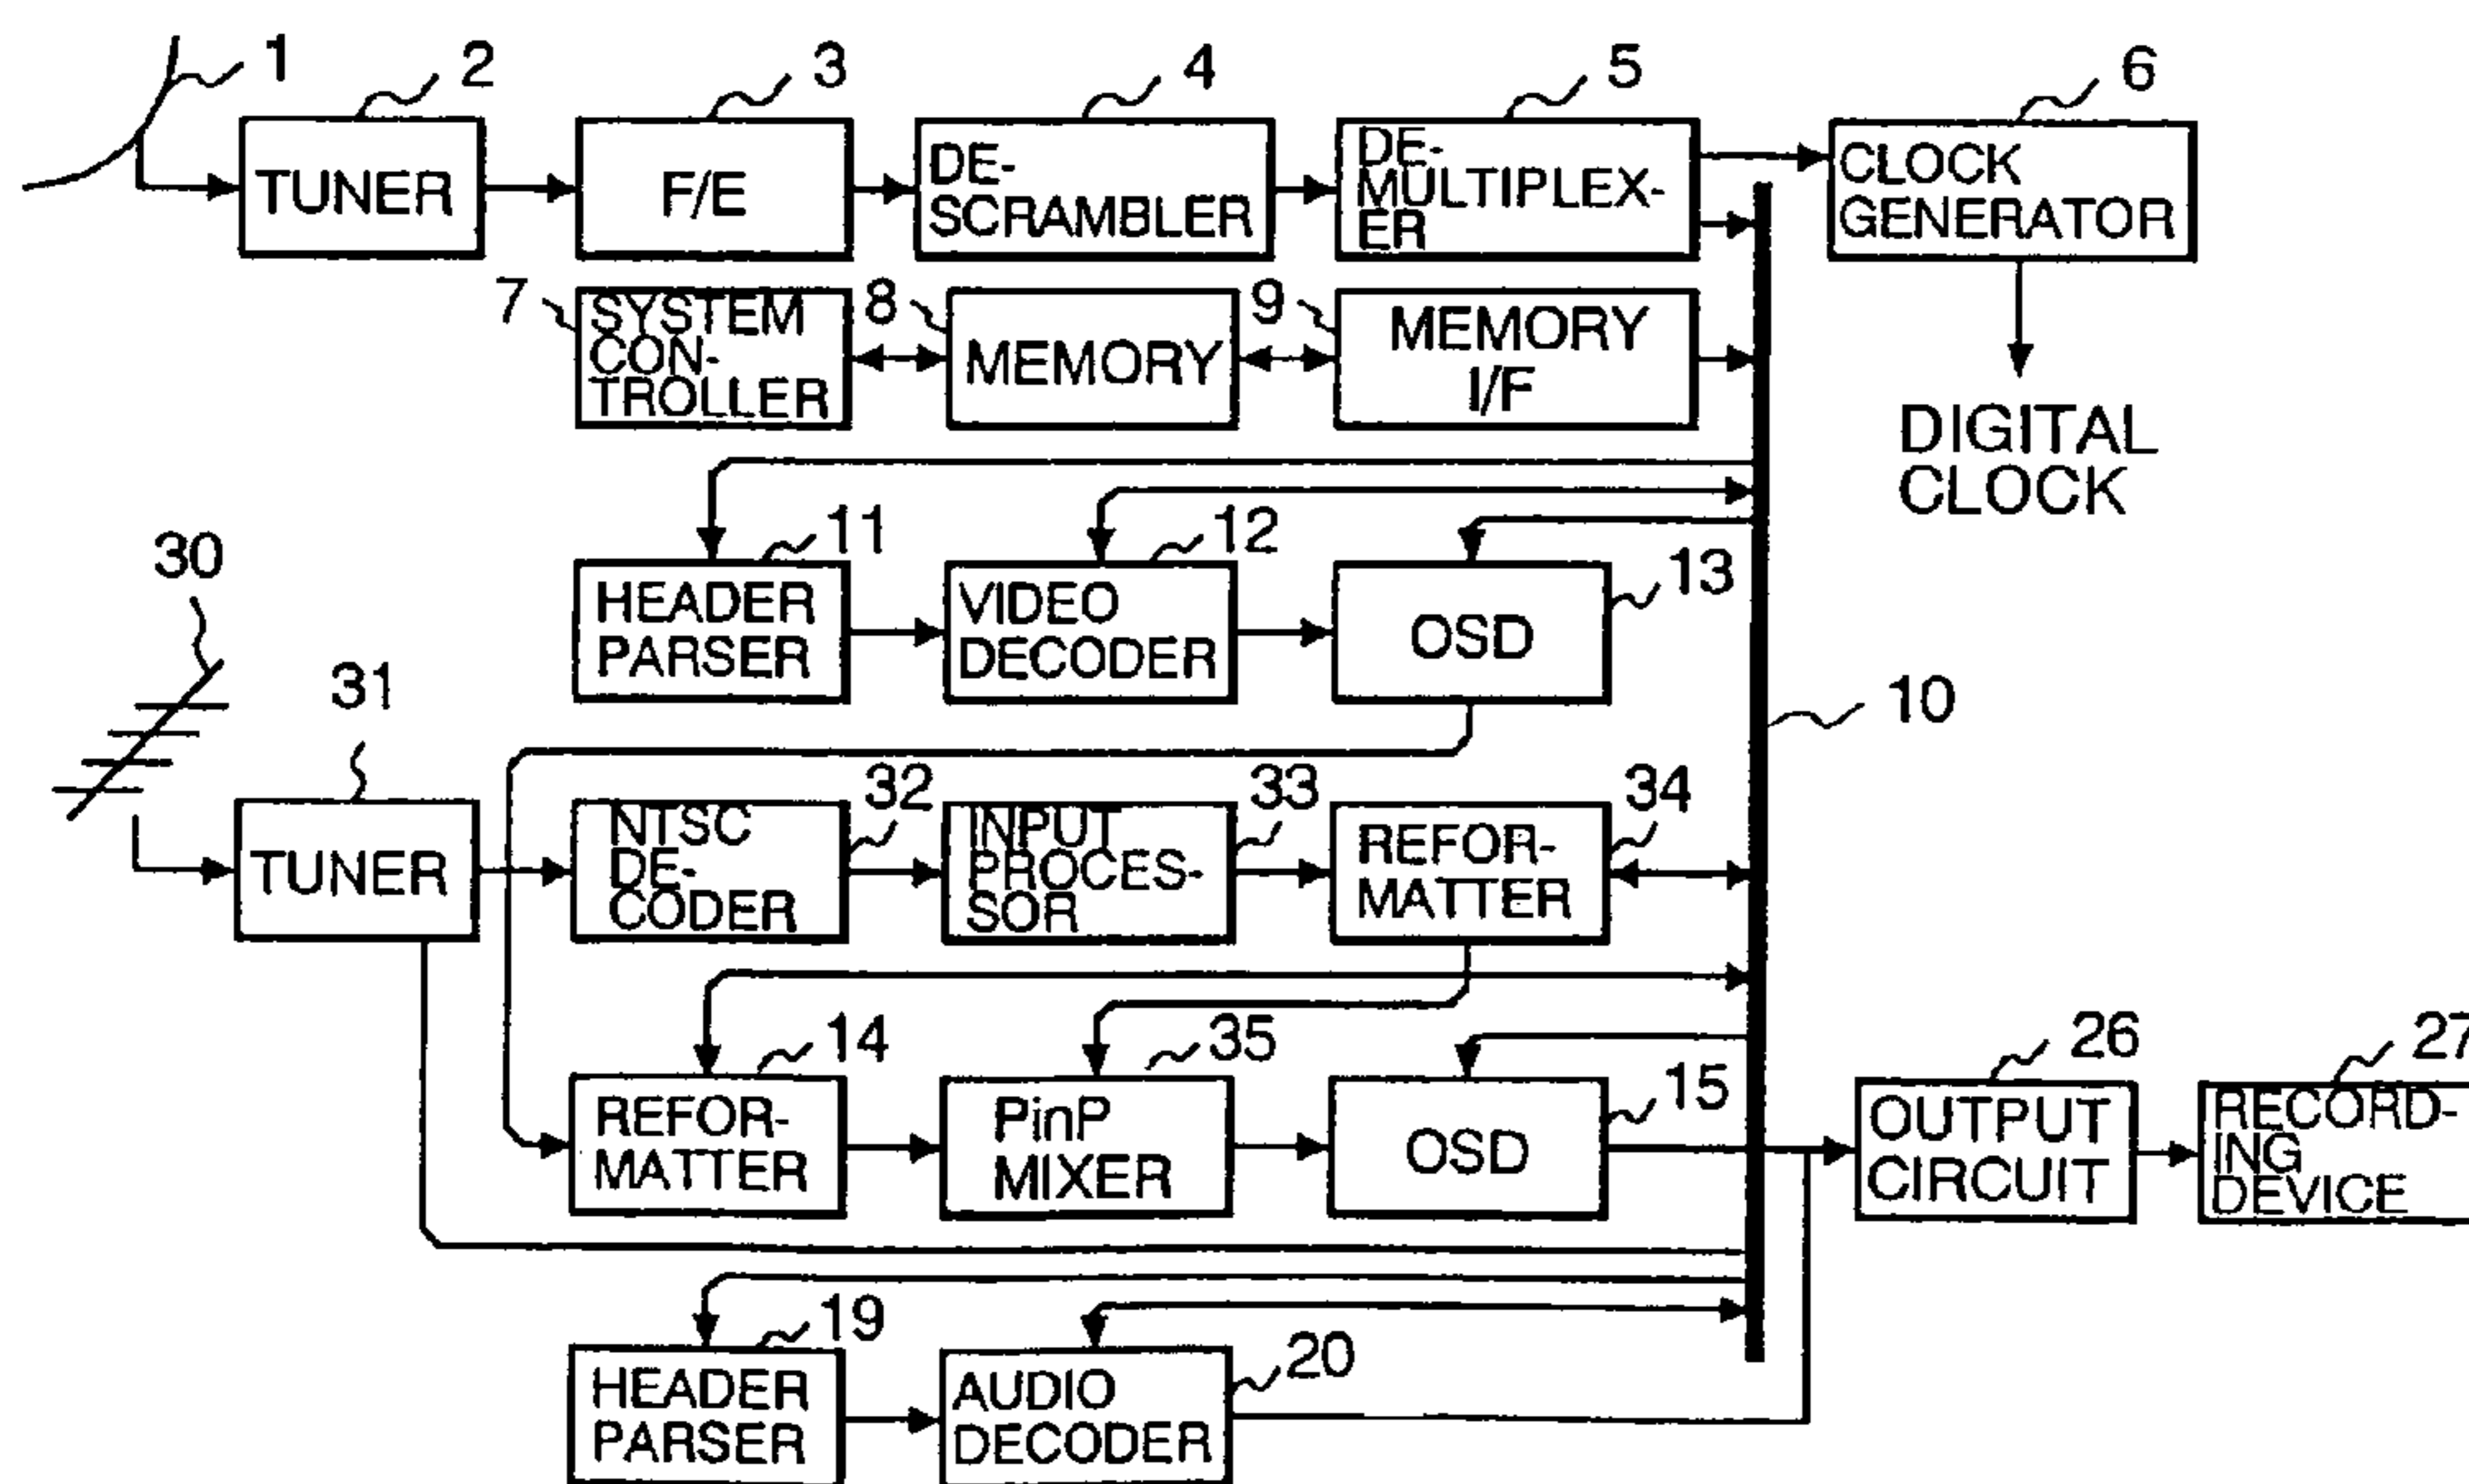 1
2
3
4
5
6
TUNER
F/E
DE-
SCRAMBLER
DE-
MULTIPLEX-
ER
CLOCK
GENERATOR
7
8
9
SYSTEM
CON-
TROLLER
MEMORY
MEMORY
I/F
DIGITAL
CLOCK
11
12
13
HEADER
PARSER
VIDEO
DECODER
OSD
10
30
31
32
33
34
TUNER
NTSC
DE-
CODER
INPUT
PROCES-
SOR
REFOR-
MATTER
14
35
15
26
27
REFOR-
MATTER
PinP
MIXER
OSD
OUTPUT
CIRCUIT
RECORD-
ING
DEVICE
19
20
HEADER
PARSER
AUDIO
DECODER